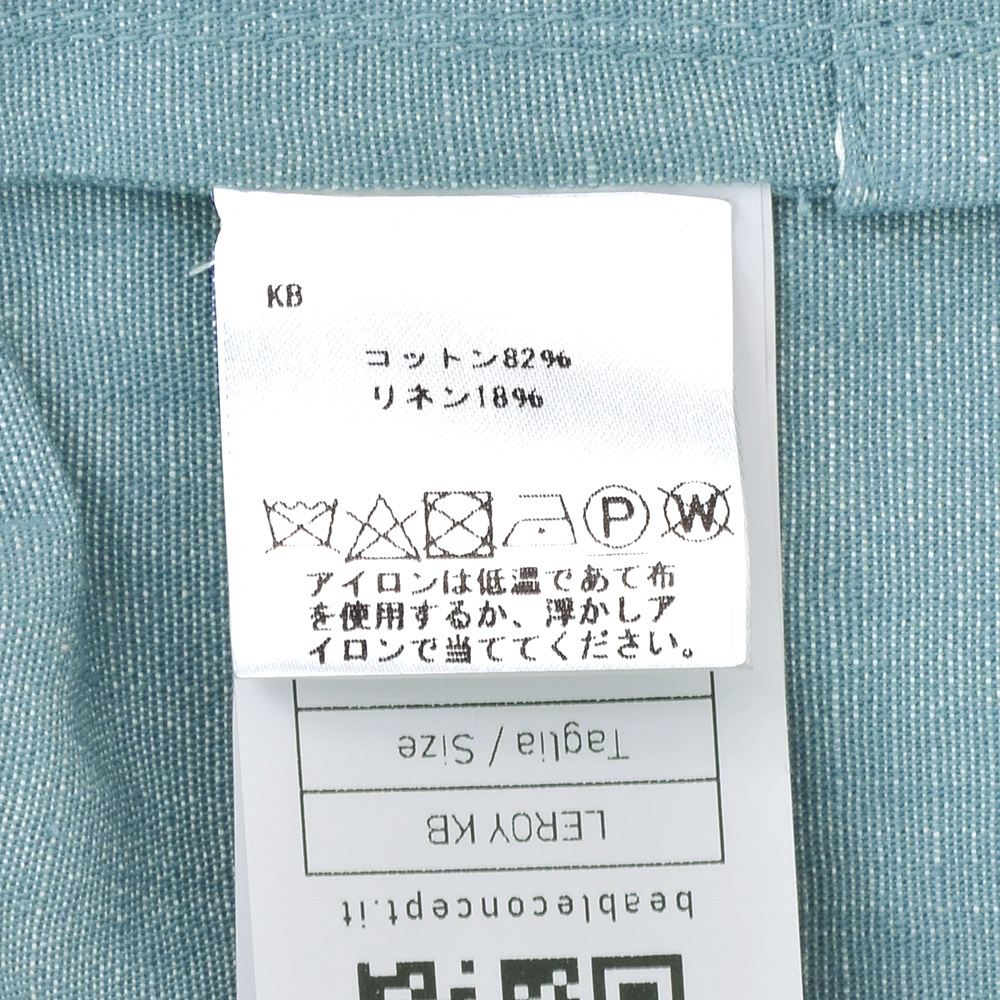 KB
コットン82%
リネン18%
P
W
アイロンは低温であて布
を使用するか、浮かしア
イロンで当ててください。
Taglia / Size
LEROY KB
beableconcept.it